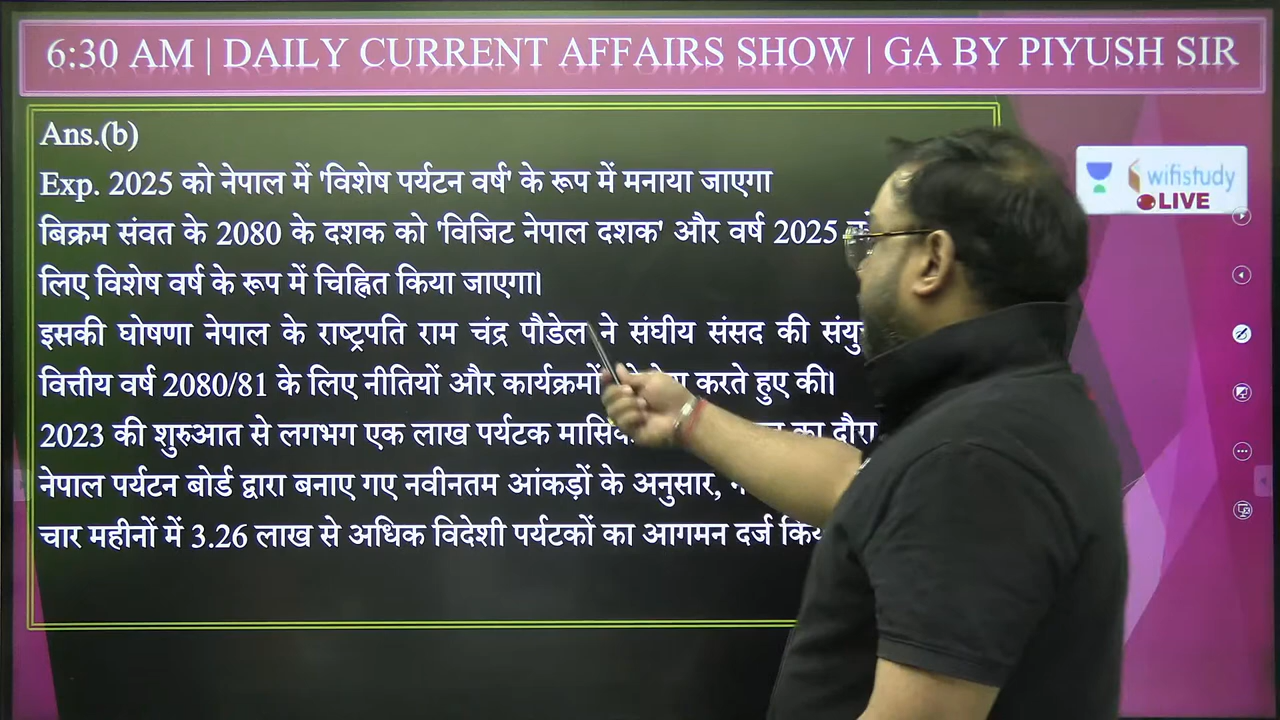 6:30 AM | DAILY CURRENT AFFAIRS SHOW | GA BY PIYUSH SIR
Ans.(b)
Exp. 2025 को नेपाल में 'विशेष पर्यटन वर्ष' के रूप में मनाया जाएगा
बिक्रम संवत के 2080 के दशक को 'विजिट नेपाल दशक' और वर्ष 2025
लिए विशेष वर्ष के रूप में चिह्नित किया जाएगा।
इसकी घोषणा नेपाल के राष्ट्रपति राम चंद्र पौडेल ने संघीय संसद की
वित्तीय वर्ष 2080/81 के लिए नीतियों और कार्यक्रमों करते हुए की।
2023 की शुरुआत से लगभग एक लाख पर्यटक का दौरा
नेपाल पर्यटन बोर्ड द्वारा बनाए गए नवीनतम आंकड़ों के अनुसार,
चार महीनों में 3.26 लाख से अधिक विदेशी पर्यटकों का आगमन दर्ज
wifistudy
LIVE